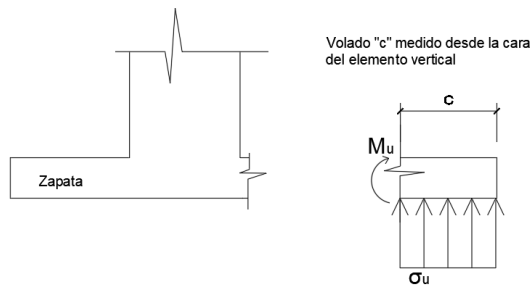 Volado "c" medido desde la cara
del elemento vertical
c
Mu
Zapata
σu